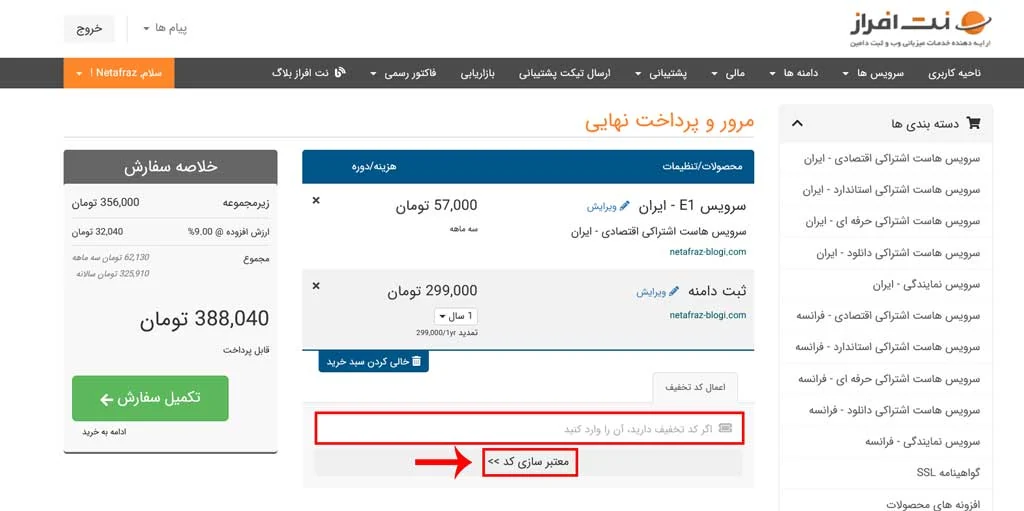 نت افراز
ارایه دهنده خدمات میزبانی وب و ثبت دامین
پیام ها
خروج
ناحیه کاربری
سرویس ها
دامنه ها
مالی
پشتیبانی
ارسال تیکت پشتیبانی
بازاریابی
فاکتور رسمی
نت افراز بلاگ
سلام, Netafraz !
دسته بندی ها
سرویس هاست اشتراکی اقتصادی - ایران
سرویس هاست اشتراکی استاندارد - ایران
سرویس هاست اشتراکی حرفه ای - ایران
سرویس هاست اشتراکی دانلود - ایران
سرویس نمایندگی - ایران
سرویس هاست اشتراکی اقتصادی - فرانسه
سرویس هاست اشتراکی استاندارد - فرانسه
سرویس هاست اشتراکی حرفه ای - فرانسه
سرویس هاست اشتراکی دانلود - فرانسه
سرویس نمایندگی - فرانسه
گواهینامه SSL
افزونه های محصولات
مرور و پرداخت نهایی
محصولات/تنظیمات
هزینه/دوره
سرویس E1 - ایران ویرایش
57,000 تومان
×
سرویس هاست اشتراکی اقتصادی - ایران
سه ماهه
netafraz-blogi.com
ثبت دامنه ویرایش
299,000 تومان
×
netafraz-blogi.com
1 سال
تمدید 299,000/1yr
خالی کردن سبد خرید
اعمال کد تخفیف
اگر کد تخفیف دارید، آن را وارد کنید
معتبر سازی کد >>
خلاصه سفارش
زیرمجموعه 356,000 تومان
ارزش افزوده @ 9.00% 32,040 تومان
مجموع 62,130 تومان سه ماهه
325,910 تومان سالانه
388,040 تومان
قابل پرداخت
تکمیل سفارش
ادامه به خرید